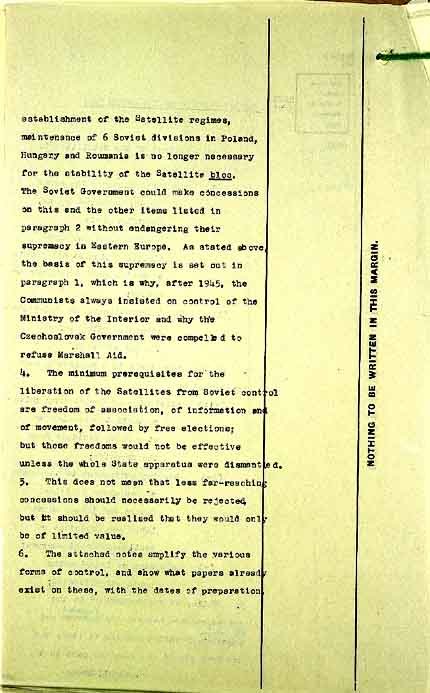 establishment of the Satellite regimes,
maintenance of 6 Soviet divisions in Poland,
Hungary and Roumania is no longer necessary
for the stability of the Satellite bloc.
The Soviet Government could make concessions
on this and the other items listed in
paragraph 2 without endangering their
supremacy in Eastern Europe. As stated above,
the basis of this supremacy is set out in
paragraph 1, which is why, after 1945, the
Communists always insisted on control of the
Ministry of the Interior and why the
Czechoslovak Government were compelled to
refuse Marshall Aid.
4. The minimum prerequisites for the
liberation of the Satellites from Soviet control
are freedom of association, of information and
of movement, followed by free elections;
but these freedoms would not be effective
unless the whole State apparatus were dismantled.
5. This does not mean that less far-reaching
concessions should necessarily be rejected,
but it should be realised that they would only
be of limited value.
6. The attached notes amplify the various
forms of control, and show what papers already
exist on these, with the dates of preparation.
NOTHING TO BE WRITTEN IN THIS MARGIN.